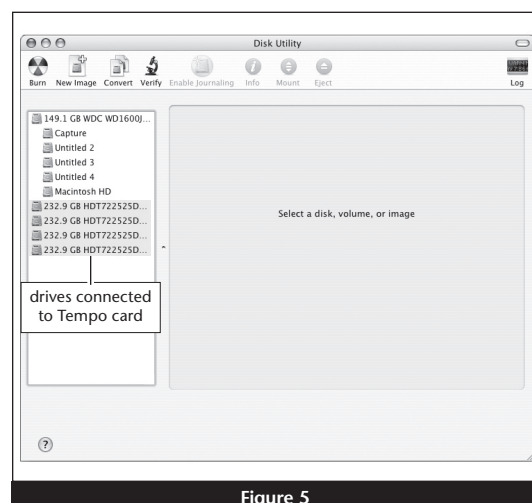 Disk Utility
Burn New Image Convert Verify Enable Journaling Info Mount Eject Log
149.1 GB WDC WD1600J...
Capture
Untitled 2
Untitled 3
Untitled 4
Macintosh HD
232.9 GB HDT722525D...
232.9 GB HDT722525D...
232.9 GB HDT722525D...
232.9 GB HDT722525D...
Select a disk, volume, or image
drives connected
to Tempo card
?
Figure 5